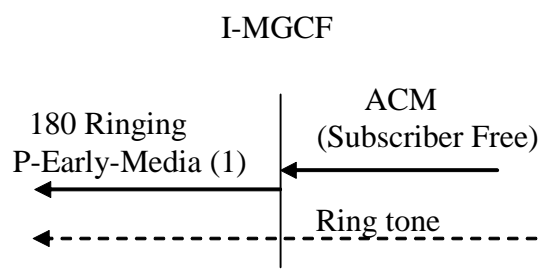 I-MGCF
180 Ringing
P-Early-Media (1)
ACM
(Subscriber Free)
Ring tone